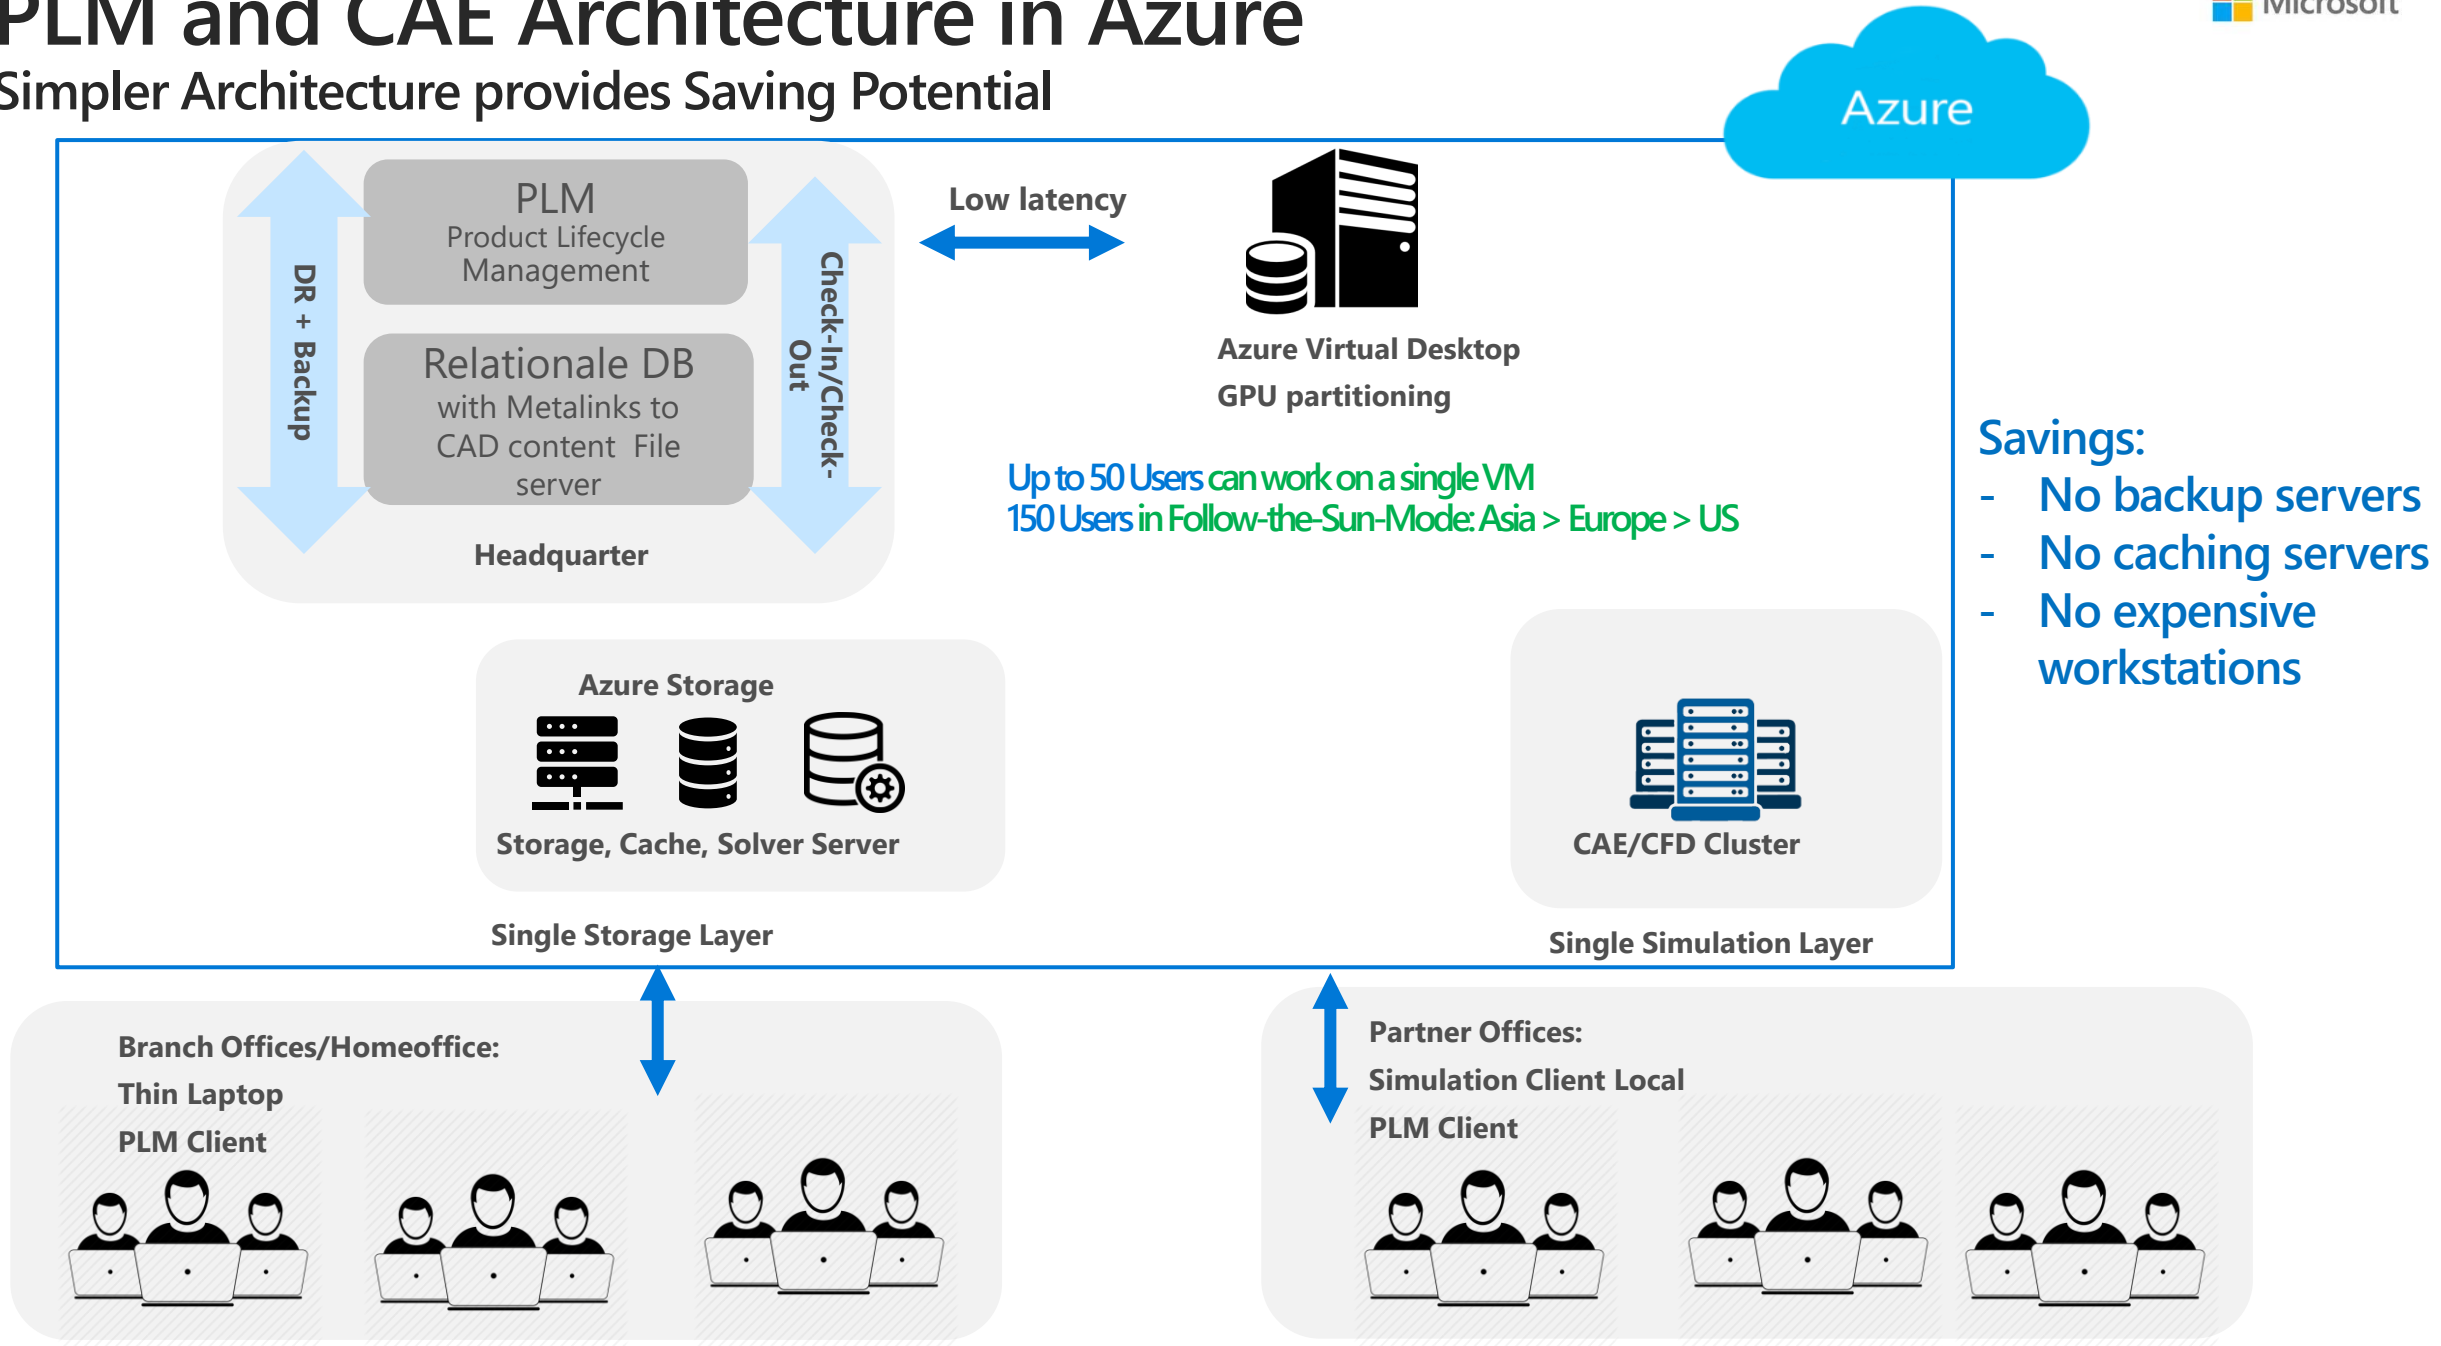 PLM and CAE Architecture in Azure
Simpler Architecture provides Saving Potential
Microsoft
Azure
PLM
Product Lifecycle
Management
Relationale DB
with Metalinks to
CAD content File
server
DR + Backup
Check-In/Check-
Out
Headquarter
Low latency
Azure Virtual Desktop
GPU partitioning
Up to 50 Users can work on a single VM
150 Users in Follow-the-Sun-Mode: Asia > Europe > US
Savings:
- No backup servers
- No caching servers
- No expensive
workstations
Azure Storage
Storage, Cache, Solver Server
Single Storage Layer
CAE/CFD Cluster
Single Simulation Layer
Branch Offices/Homeoffice:
Thin Laptop
PLM Client
Partner Offices:
Simulation Client Local
PLM Client